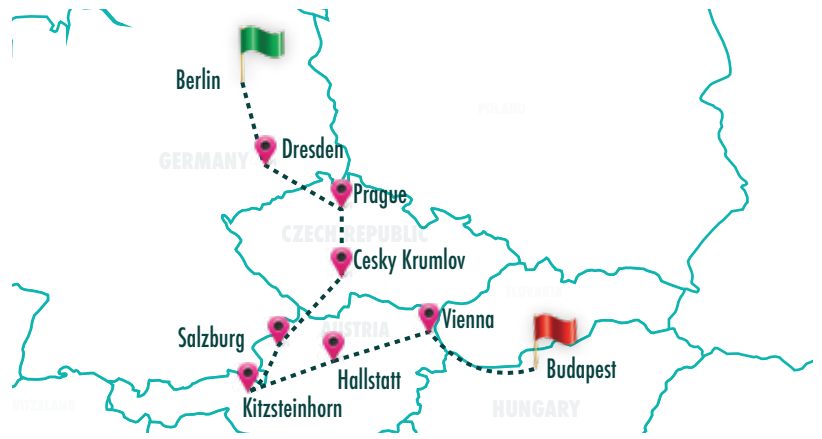 Berlin
POLAND
Dresden
GERMANY
Prague
CZECH REPUBLIC
Cesky Krumlov
SLOVAKIA
Vienna
AUSTRIA
Salzburg
Hallstatt
Budapest
Kitzsteinhorn
HUNGARY